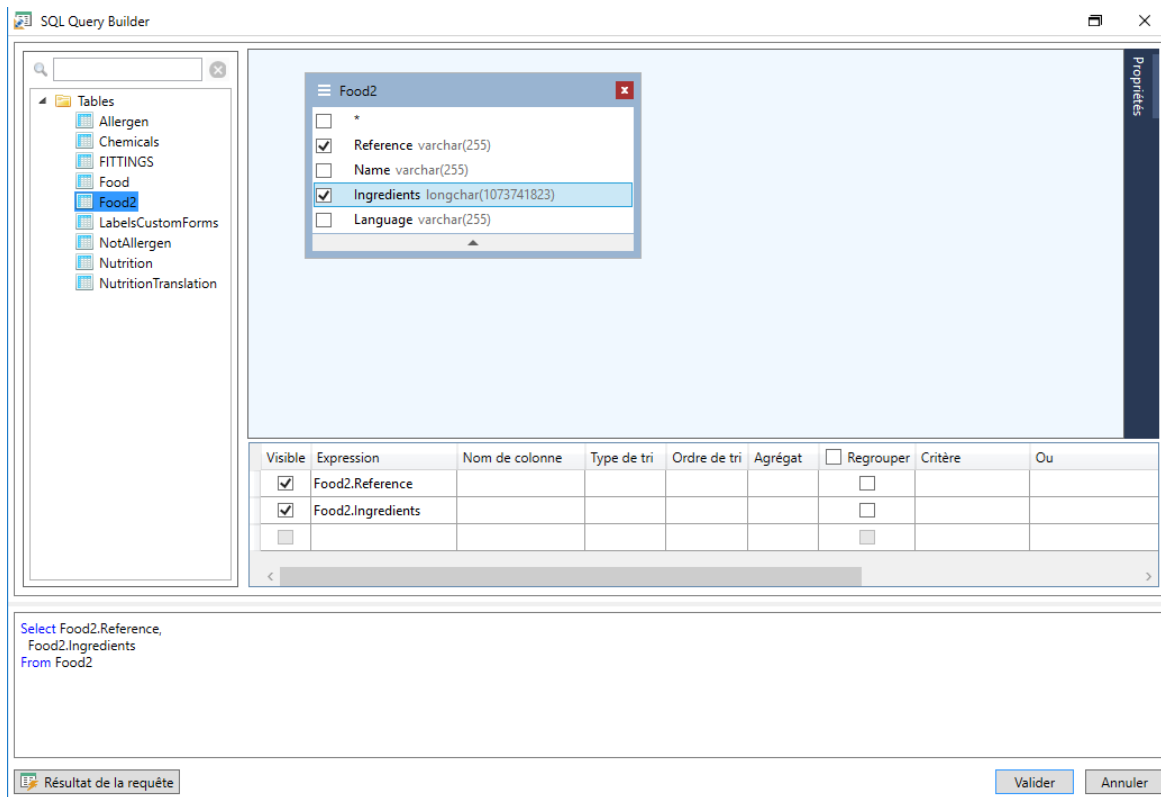 SQL Query Builder
Tables
Allergen
Chemicals
FITTINGS
Food
Food2
LabelsCustomForms
NotAllergen
Nutrition
NutritionTranslation
Food2
*
Reference varchar(255)
Name varchar(255)
Ingredients longchar(1073741823)
Language varchar(255)
Propriétés
Visible Expression Nom de colonne Type de tri Ordre de tri Agrégat Regrouper Critère Ou
Food2.Reference
Food2.Ingredients
Select Food2.Reference,
Food2.Ingredients
From Food2
Résultat de la requête Valider Annuler